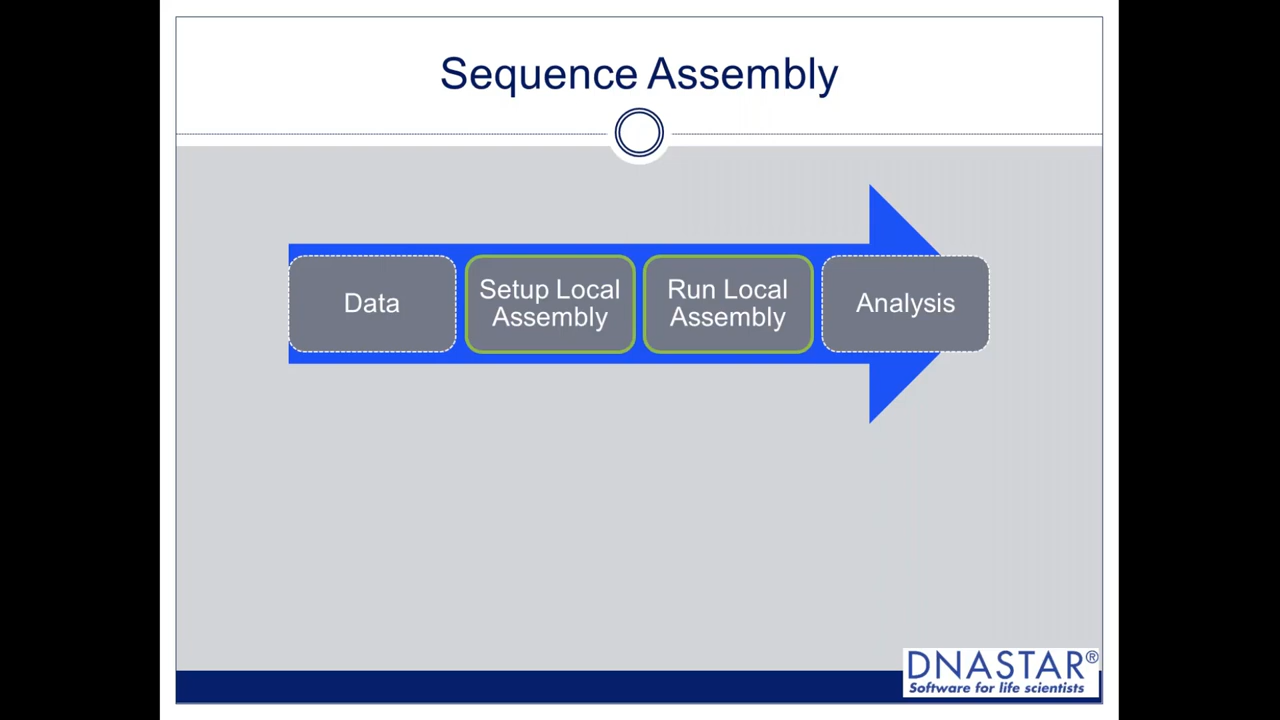 Sequence Assembly
Data
Setup Local
Assembly
Run Local
Assembly
Analysis
DNASTAR®
Software for life scientists